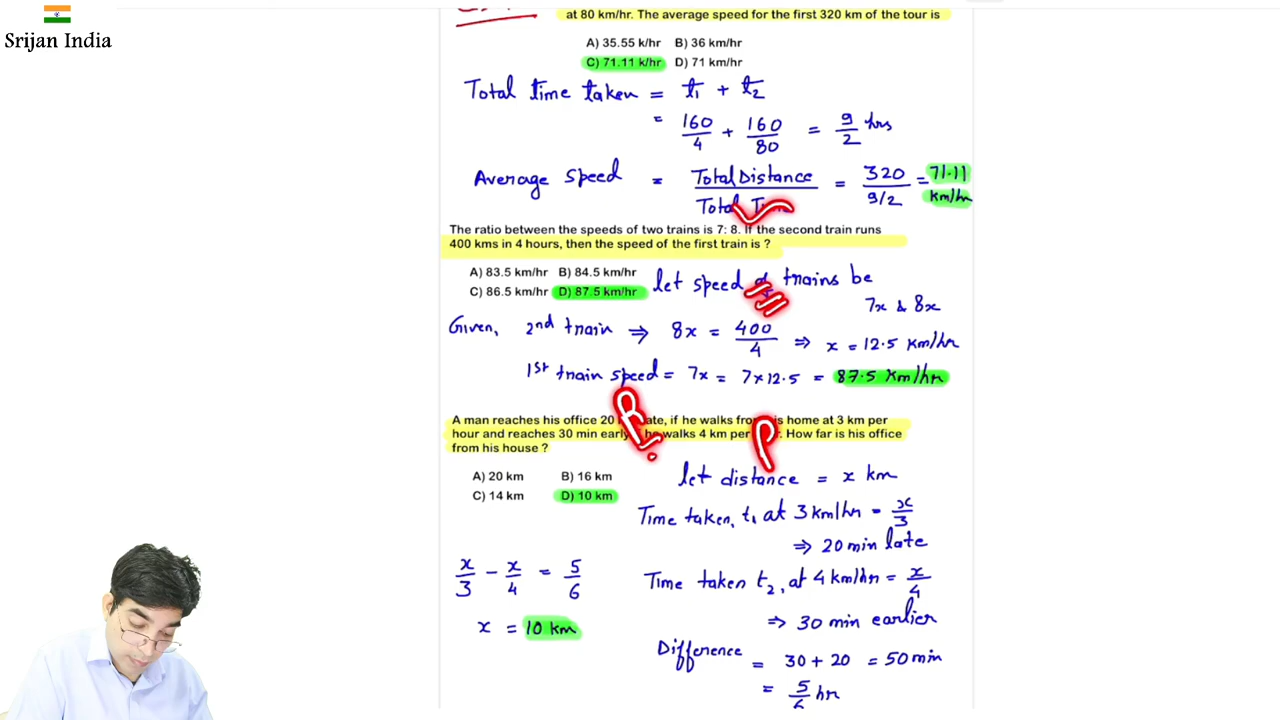 Srijan India
at 80 km/hr. The average speed for the first 320 km of the tour is
A) 35.55 k/hr B) 36 km/hr
C) 71.11 k/hr D) 71 km/hr
Total time taken = t1 + t2
= 160/4 + 160/80 = 9/2 hrs
Average speed = Total Distance / Total = 320 / 9/2 = 71.11 km/hr
The ratio between the speeds of two trains is 7: 8. If the second train runs
400 kms in 4 hours, then the speed of the first train is ?
A) 83.5 km/hr B) 84.5 km/hr
C) 86.5 km/hr D) 87.5 km/hr
let speed of trains be
7x & 8x
Given, 2nd train ⇒ 8x = 400/4 ⇒ x = 12.5 km/hr
1st train speed = 7x = 7×12.5 = 87.5 km/hr
A man reaches his office 20 late, if he walks from his home at 3 km per
hour and reaches 30 min early he walks 4 km per . How far is his office
from his house ?
A) 20 km B) 16 km
C) 14 km D) 10 km
let distance = x km
Time taken, t1 at 3 km/hr = x/3
⇒ 20 min late
Time taken t2, at 4 km/hr = x/4
⇒ 30 min earlier
Difference = 30 + 20 = 50 min
= 5/6 hr
x/3 − x/4 = 5/6
x = 10 km